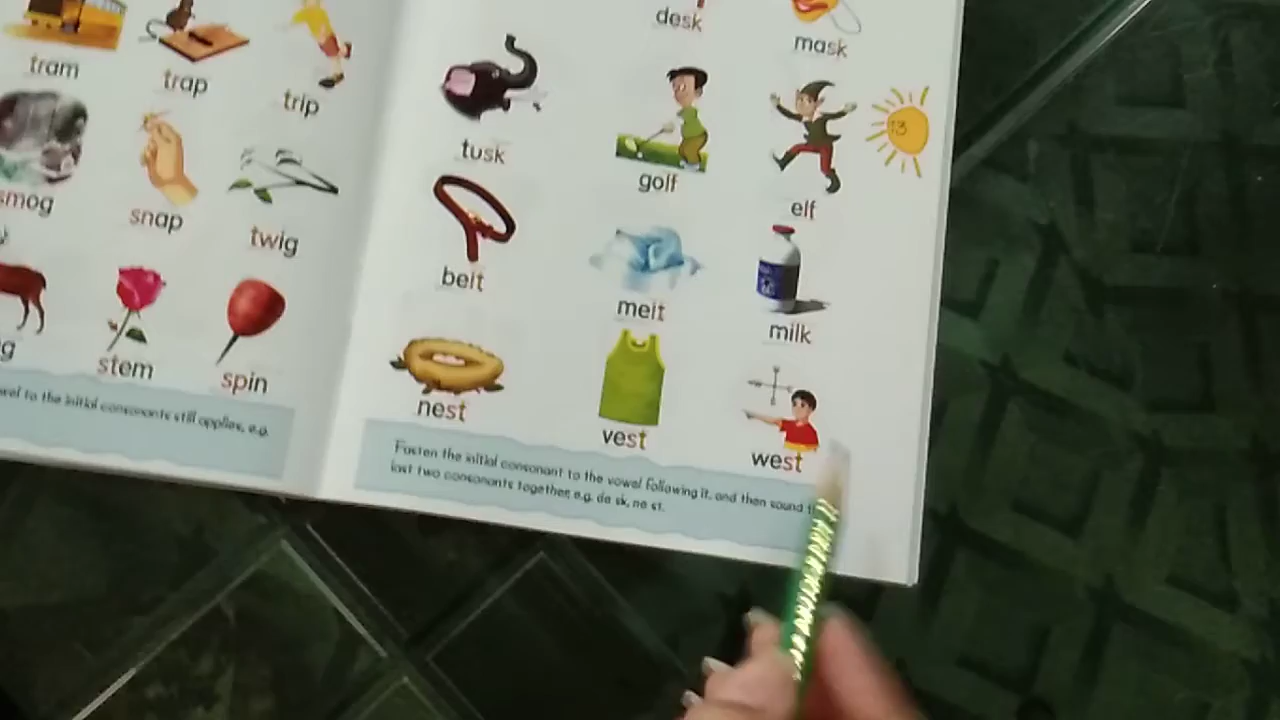 tram trap trip
smog snap twig
g stem spin
wel to the initial consonants still applies, e.g.
desk mask
tusk golf elf
13
belt melt milk
nest vest west
Fasten the initial consonant to the vowel following it, and then sound t
last two consonants together, e.g. de sk, ne st.